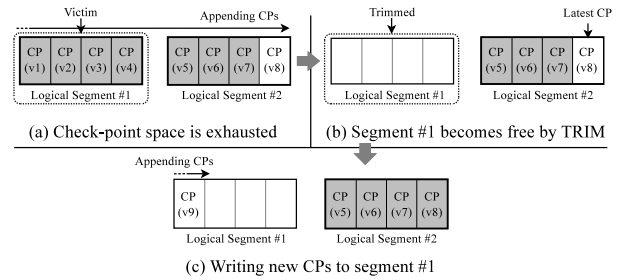 Victim
Appending CPs
CP (v1)
CP (v2)
CP (v3)
CP (v4)
Logical Segment #1
CP (v5)
CP (v6)
CP (v7)
CP (v8)
Logical Segment #2
(a) Check-point space is exhausted
Trimmed
Latest CP
Logical Segment #1
CP (v5)
CP (v6)
CP (v7)
CP (v8)
Logical Segment #2
(b) Segment #1 becomes free by TRIM
Appending CPs
CP (v9)
Logical Segment #1
CP (v5)
CP (v6)
CP (v7)
CP (v8)
Logical Segment #2
(c) Writing new CPs to segment #1